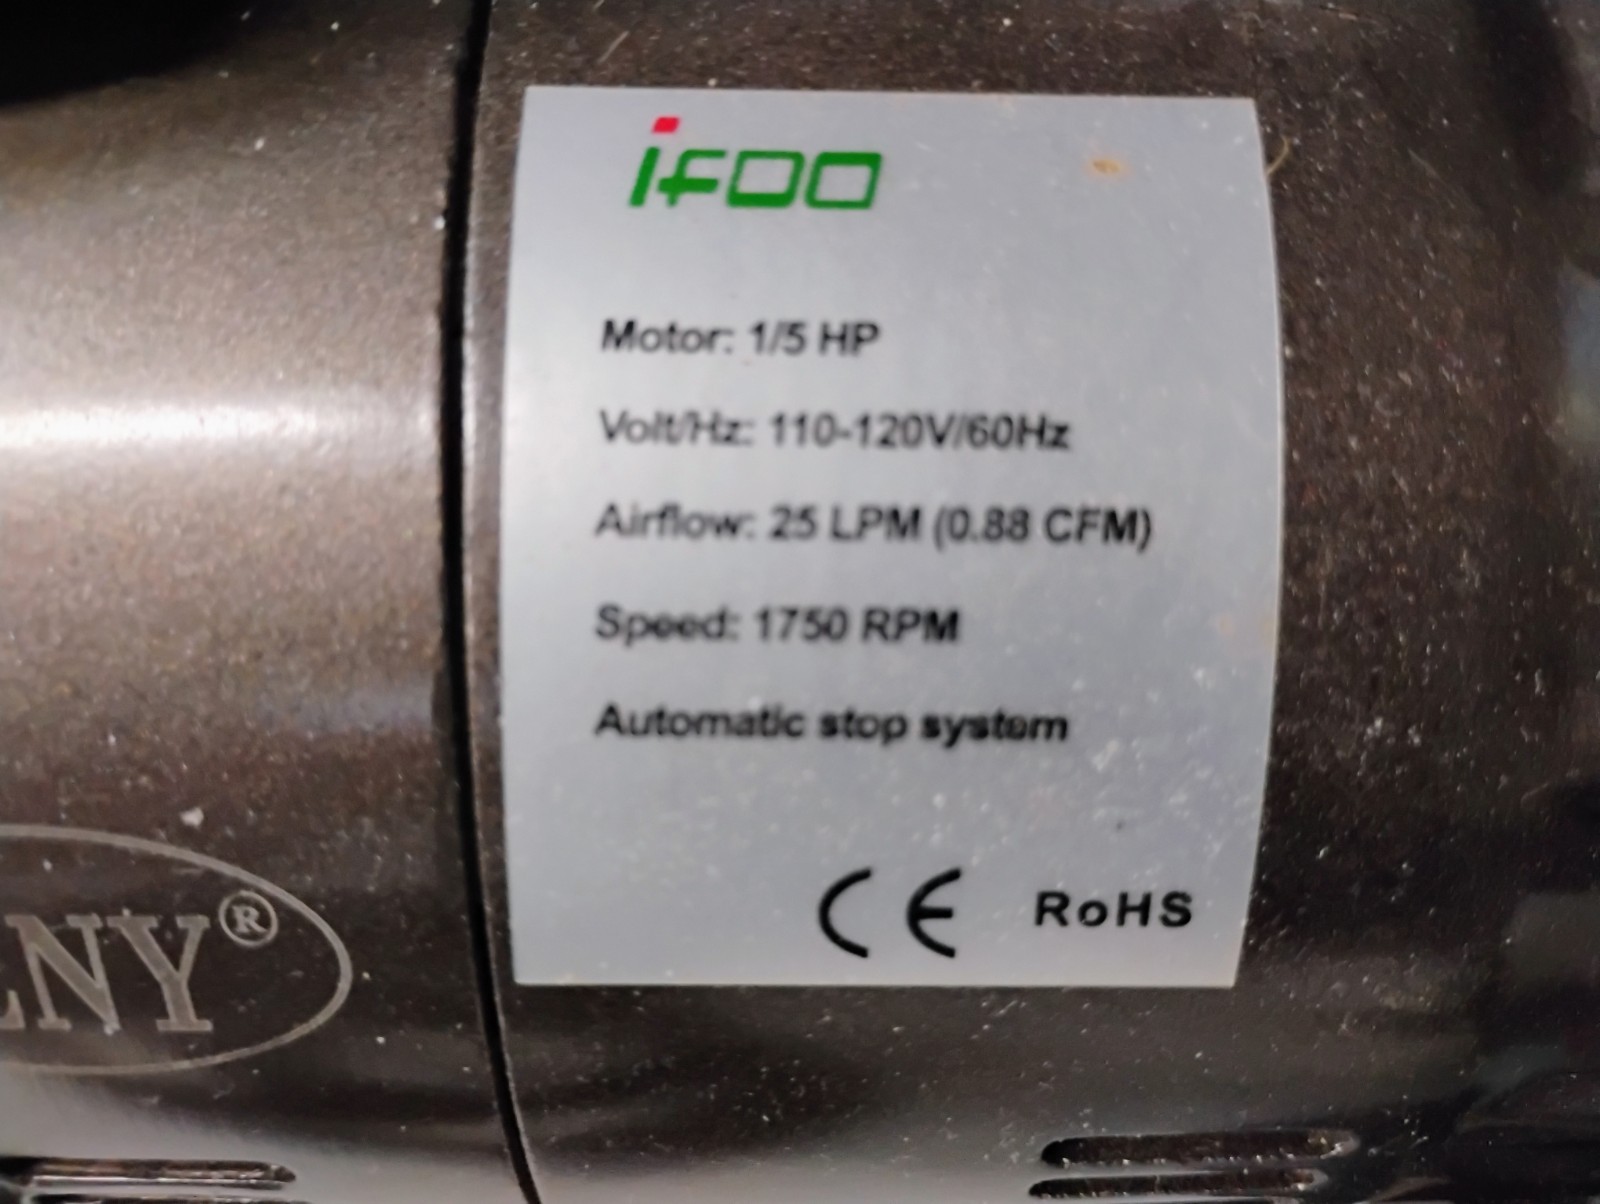 ifoo
Motor: 1/5 HP
Volt/Hz: 110-120V/60Hz
Airflow: 25 LPM (0.88 CFM)
Speed: 1750 RPM
Automatic stop system
CE RoHS
NY®